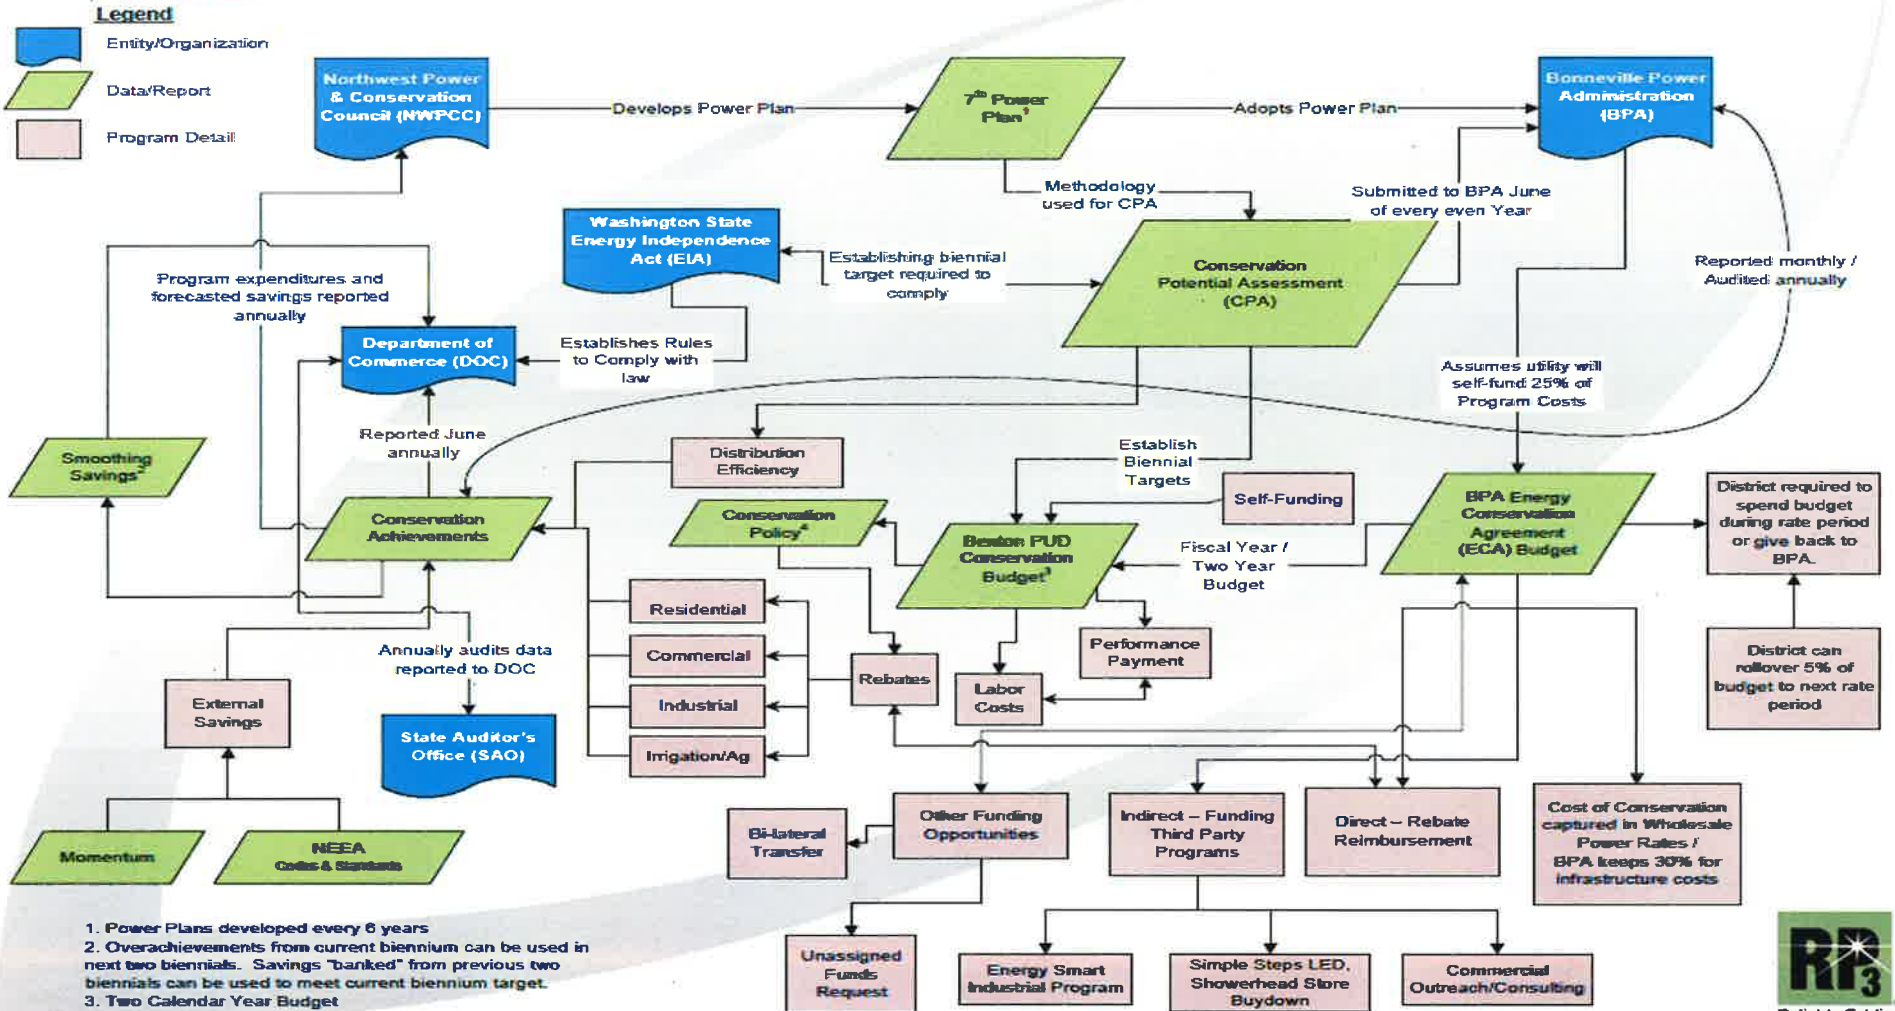 Legend
Entity/Organization
Data/Report
Program Detail
Northwest Power
& Conservation
Council (NWPCC)
Develops Power Plan
7th Power
Plan1
Adopts Power Plan
Bonneville Power
Administration
(BPA)
Methodology
used for CPA
Submitted to BPA June
of every even Year
Washington State
Energy Independence
Act (EIA)
Establishing biennial
target required to
comply
Conservation
Potential Assessment
(CPA)
Reported monthly /
Audited annually
Program expenditures and
forecasted savings reported
annually
Department of
Commerce (DOC)
Establishes Rules
to Comply with
law
Assumes utility will
self-fund 25% of
Program Costs
Smoothing
Savings2
Reported June
annually
Distribution
Efficiency
Establish
Biennial
Targets
Self-Funding
BPA Energy
Conservation
Agreement
(ECA) Budget
District required to
spend budget
during rate period
or give back to
BPA.
Conservation
Achievements
Conservation
Policy4
Benton PUD
Conservation
Budget3
Fiscal Year /
Two Year
Budget
Residential
Commercial
Industrial
Irrigation/Ag
Rebates
Labor
Costs
Performance
Payment
District can
rollover 5% of
budget to next rate
period
Annually audits data
reported to DOC
External
Savings
State Auditor's
Office (SAO)
Momentum
NEEA
Codes & Standards
Bi-lateral
Transfer
Other Funding
Opportunities
Indirect – Funding
Third Party
Programs
Direct – Rebate
Reimbursement
Cost of Conservation
captured in Wholesale
Power Rates /
BPA keeps 30% for
infrastructure costs
Unassigned
Funds
Request
Energy Smart
Industrial Program
Simple Steps LED,
Showerhead Store
Buydown
Commercial
Outreach/Consulting
1. Power Plans developed every 6 years
2. Overachievements from current biennium can be used in
next two biennials. Savings "banked" from previous two
biennials can be used to meet current biennium target.
3. Two Calendar Year Budget
RP3